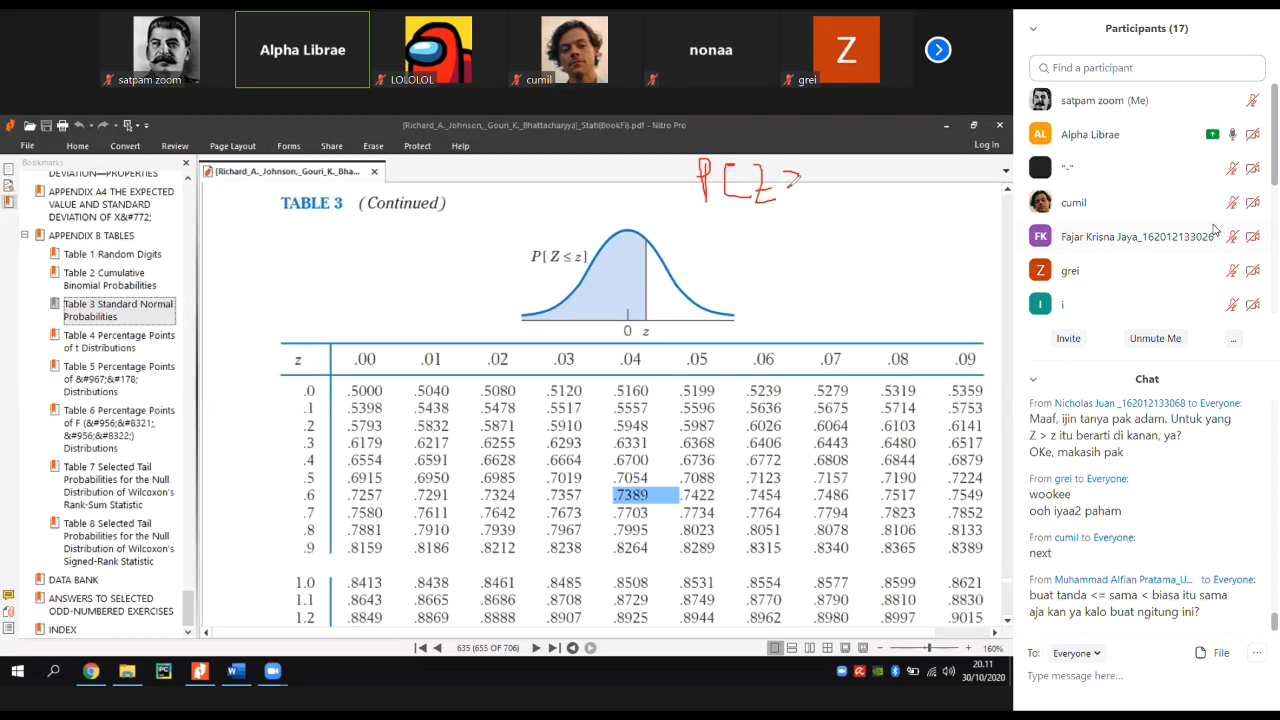 satpam zoom
Alpha Librae
LOLOLOL
cumil
nonaa
Z
grei
[Richard_A._Johnson,_Gouri_K._Bhattacharyya]_Stati(BookFi).pdf - Nitro Pro
File Home Convert Review Page Layout Forms Share Erase Protect Help Log In
Bookmarks
DEVIATION—PROPERTIES
APPENDIX A4 THE EXPECTED
VALUE AND STANDARD
DEVIATION OF X&#772;
APPENDIX B TABLES
Table 1 Random Digits
Table 2 Cumulative
Binomial Probabilities
Table 3 Standard Normal
Probabilities
Table 4 Percentage Points
of t Distributions
Table 5 Percentage Points
of &#967;&#178;
Distributions
Table 6 Percentage Points
of F (&#956;&#8321;,
&#956;&#8322;)
Distributions
Table 7 Selected Tail
Probabilities for the Null
Distribution of Wilcoxon's
Rank-Sum Statistic
Table 8 Selected Tail
Probabilities for the Null
Distribution of Wilcoxon's
Signed-Rank Statistic
DATA BANK
ANSWERS TO SELECTED
ODD-NUMBERED EXERCISES
INDEX
[Richard_A._Johnson,_Gouri_K._Bha...
P[Z >
TABLE 3 (Continued)
P[ Z ≤ z ]
0 z
z .00 .01 .02 .03 .04 .05 .06 .07 .08 .09
.0 .5000 .5040 .5080 .5120 .5160 .5199 .5239 .5279 .5319 .5359
.1 .5398 .5438 .5478 .5517 .5557 .5596 .5636 .5675 .5714 .5753
.2 .5793 .5832 .5871 .5910 .5948 .5987 .6026 .6064 .6103 .6141
.3 .6179 .6217 .6255 .6293 .6331 .6368 .6406 .6443 .6480 .6517
.4 .6554 .6591 .6628 .6664 .6700 .6736 .6772 .6808 .6844 .6879
.5 .6915 .6950 .6985 .7019 .7054 .7088 .7123 .7157 .7190 .7224
.6 .7257 .7291 .7324 .7357 .7389 .7422 .7454 .7486 .7517 .7549
.7 .7580 .7611 .7642 .7673 .7703 .7734 .7764 .7794 .7823 .7852
.8 .7881 .7910 .7939 .7967 .7995 .8023 .8051 .8078 .8106 .8133
.9 .8159 .8186 .8212 .8238 .8264 .8289 .8315 .8340 .8365 .8389
1.0 .8413 .8438 .8461 .8485 .8508 .8531 .8554 .8577 .8599 .8621
1.1 .8643 .8665 .8686 .8708 .8729 .8749 .8770 .8790 .8810 .8830
1.2 .8849 .8869 .8888 .8907 .8925 .8944 .8962 .8980 .8997 .9015
635 (655 OF 706)
160%
20.11
30/10/2020
Participants (17)
Find a participant
satpam zoom (Me)
AL Alpha Librae
"-"
cumil
FK Fajar Krisna Jaya_162012133026
Z grei
I i
Invite Unmute Me ...
Chat
From Nicholas Juan _162012133068 to Everyone:
Maaf, ijin tanya pak adam. Untuk yang
Z > z itu berarti di kanan, ya?
OKe, makasih pak
From grei to Everyone:
wookee
ooh iyaa2 paham
From cumil to Everyone:
next
From Muhammad Alfian Pratama_U... to Everyone:
buat tanda <= sama < biasa itu sama
aja kan ya kalo buat ngitung ini?
To: Everyone File ...
Type message here...